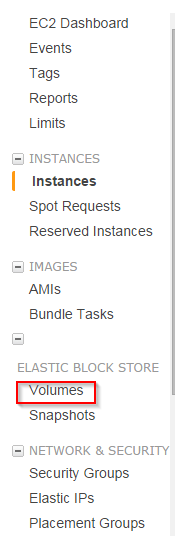 EC2 Dashboard
Events
Tags
Reports
Limits
INSTANCES
Instances
Spot Requests
Reserved Instances
IMAGES
AMIs
Bundle Tasks
ELASTIC BLOCK STORE
Volumes
Snapshots
NETWORK & SECURITY
Security Groups
Elastic IPs
Placement Groups